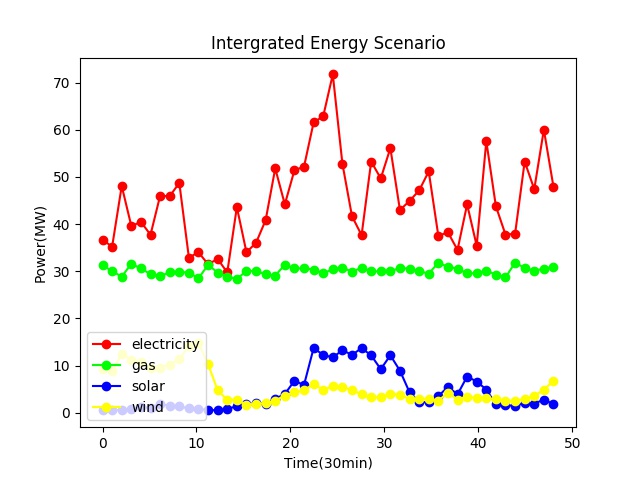 Intergrated Energy Scenario
Power(MW)
70
60
50
40
30
20
10
0
electricity
gas
solar
wind
0 10 20 30 40 50
Time(30min)